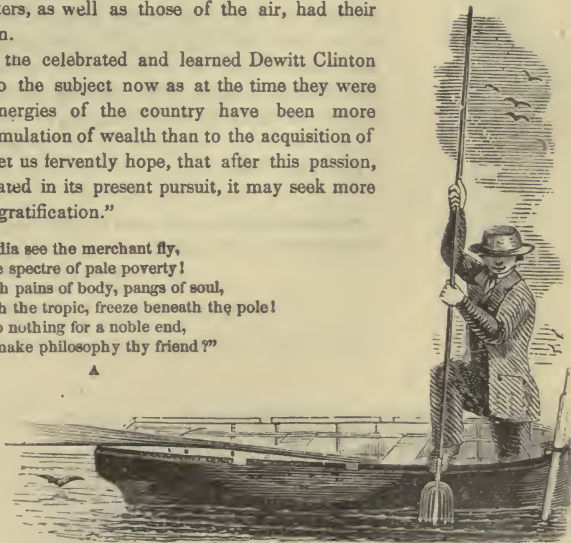 ters, as well as those of the air, had their
n.
the celebrated and learned Dewitt Clinton
o the subject now as at the time they were
nergies of the country have been more
mulation of wealth than to the acquisition of
et us fervently hope, that after this passion,
ated in its present pursuit, it may seek more
gratification.”
dia see the merchant fly,
e spectre of pale poverty!
h pains of body, pangs of soul,
h the tropic, freeze beneath the pole!
o nothing for a noble end,
make philosophy thy friend?”